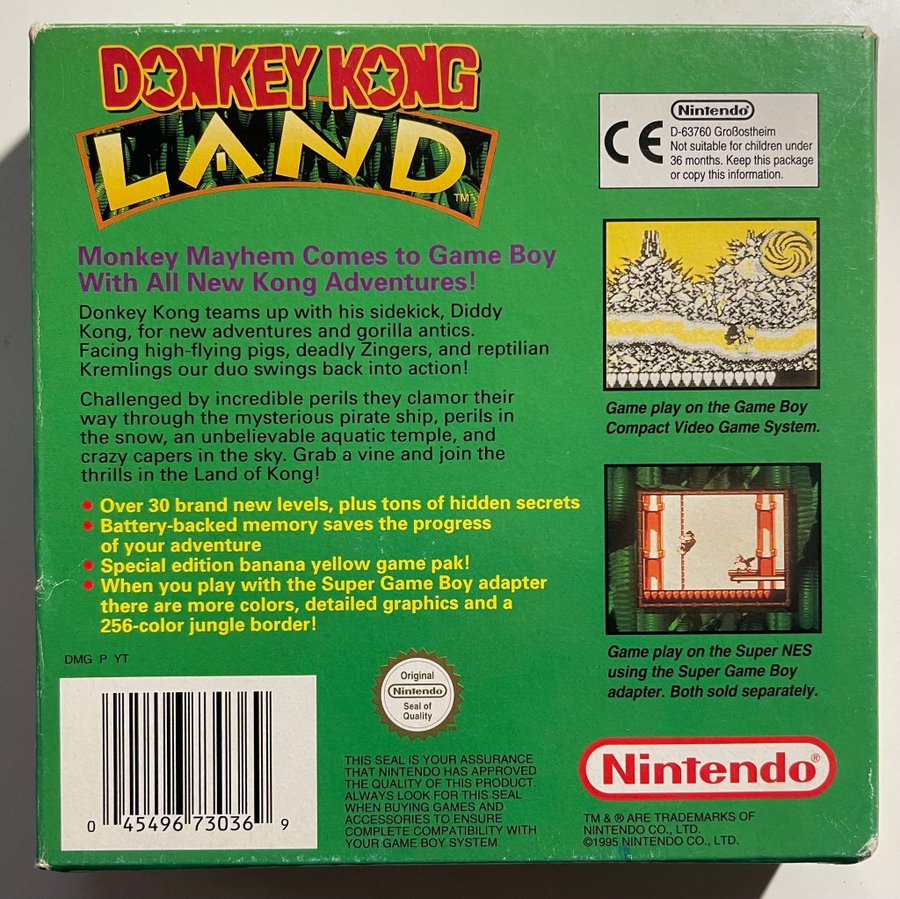 DONKEY KONG
LAND
TM
Nintendo
CE
D-63760 Großostheim
Not suitable for children under
36 months. Keep this package
or copy this information.
Monkey Mayhem Comes to Game Boy
With All New Kong Adventures!
Donkey Kong teams up with his sidekick, Diddy
Kong, for new adventures and gorilla antics.
Facing high-flying pigs, deadly Zingers, and reptilian
Kremlings our duo swings back into action!
Challenged by incredible perils they clamor their
way through the mysterious pirate ship, perils in
the snow, an unbelievable aquatic temple, and
crazy capers in the sky. Grab a vine and join the
thrills in the Land of Kong!
• Over 30 brand new levels, plus tons of hidden secrets
• Battery-backed memory saves the progress
of your adventure
• Special edition banana yellow game pak!
• When you play with the Super Game Boy adapter
there are more colors, detailed graphics and a
256-color jungle border!
Game play on the Game Boy
Compact Video Game System.
Game play on the Super NES
using the Super Game Boy
adapter. Both sold separately.
DMG P YT
0 45496 73036 9
Original
Nintendo
Seal of
Quality
TM
THIS SEAL IS YOUR ASSURANCE
THAT NINTENDO HAS APPROVED
THE QUALITY OF THIS PRODUCT.
ALWAYS LOOK FOR THIS SEAL
WHEN BUYING GAMES AND
ACCESSORIES TO ENSURE
COMPLETE COMPATIBILITY WITH
YOUR GAME BOY SYSTEM.
Nintendo®
TM & ® ARE TRADEMARKS OF
NINTENDO CO., LTD.
©1995 NINTENDO CO., LTD.